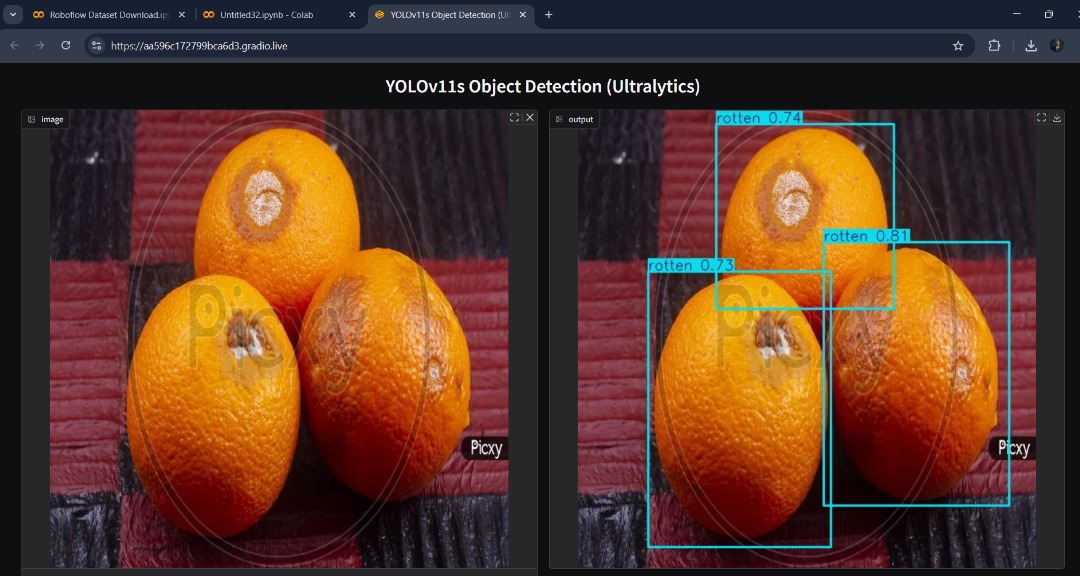 Roboflow Dataset Download.ip
Untitled32.ipynb - Colab
YOLOv11s Object Detection (Ul
https://aa596c172799bca6d3.gradio.live
YOLOv11s Object Detection (Ultralytics)
image
output
Picxy
Picxy
rotten 0.74
rotten 0.81
rotten 0.73
Picxy
Picxy